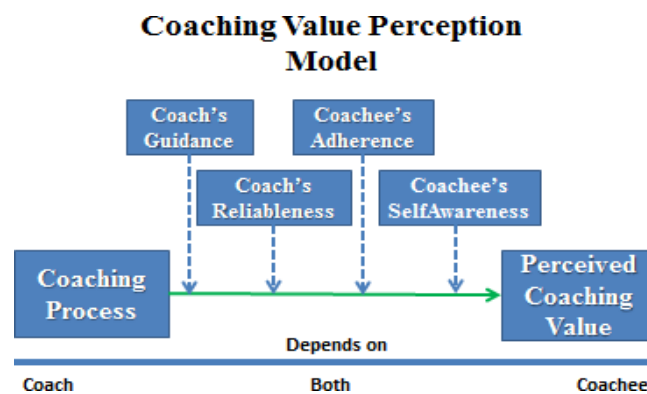 Coaching Value Perception
Model
Coach's
Guidance
Coachee's
Adherence
Coach's
Reliableness
Coachee's
SelfAwareness
Coaching
Process
Perceived
Coaching
Value
Depends on
Coach
Both
Coachee